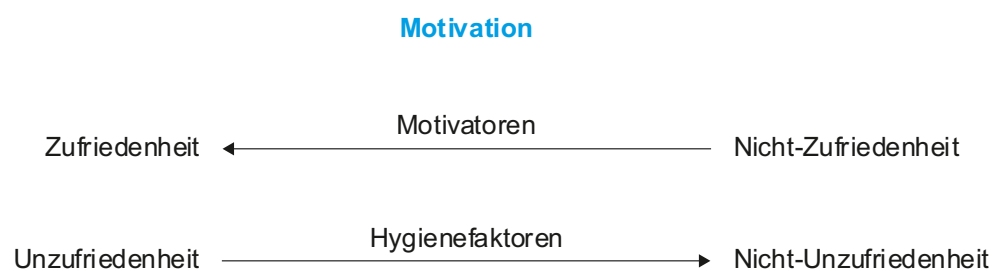 Motivation
Motivatoren
Zufriedenheit
Nicht-Zufriedenheit
Hygienefaktoren
Unzufriedenheit
Nicht-Unzufriedenheit